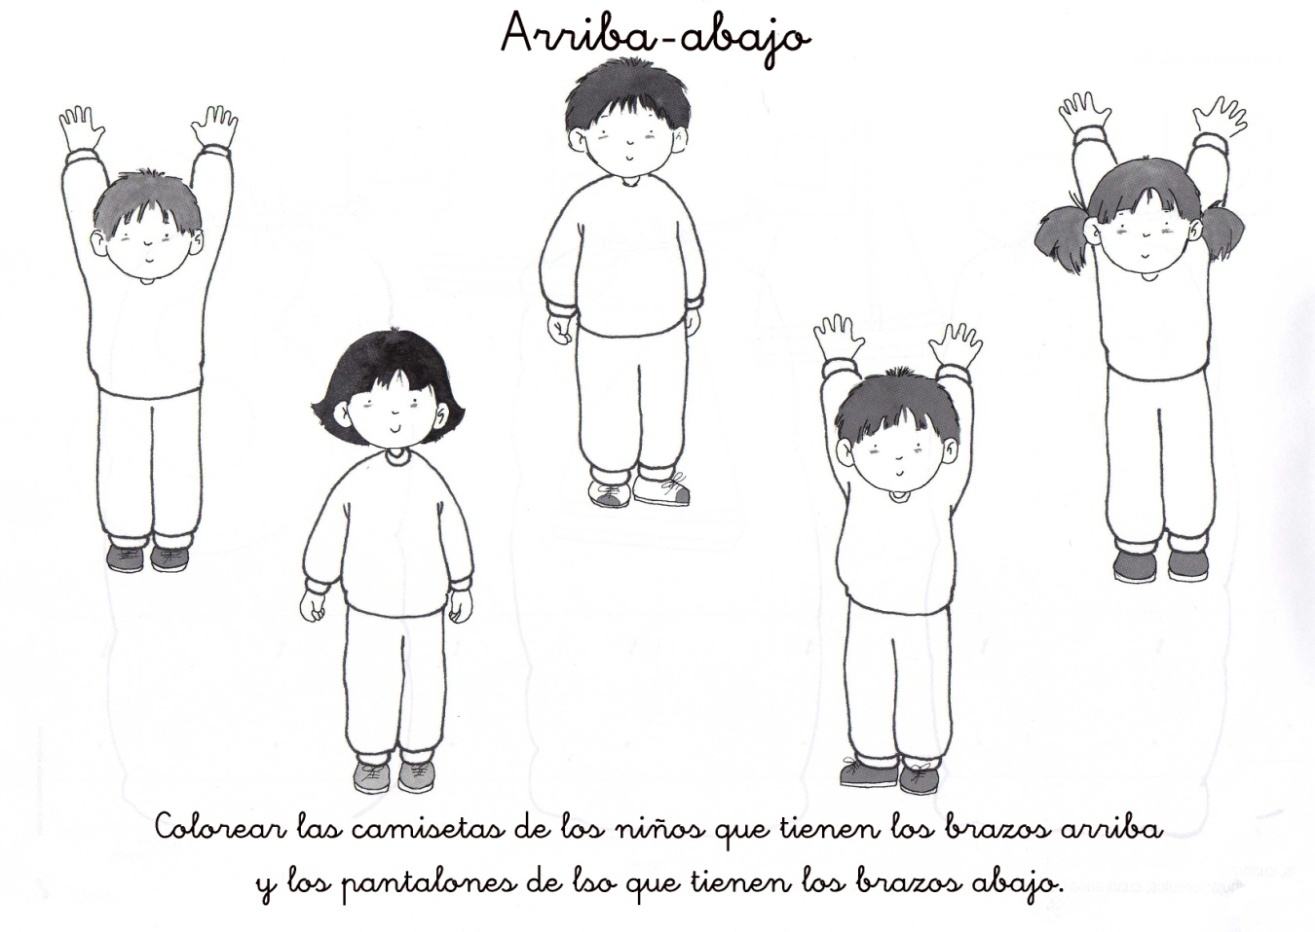 Arriba-abajo
Colorear las camisetas de los niños que tienen los brazos arriba
y los pantalones de lso que tienen los brazos abajo.